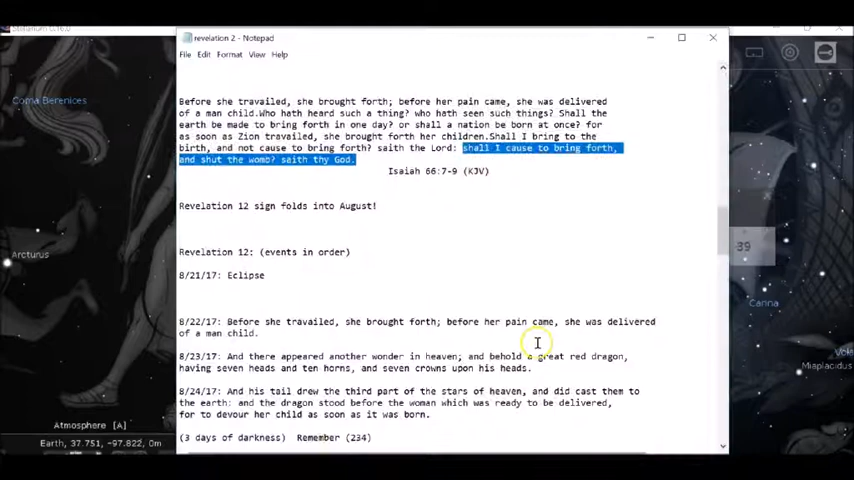 Stellarium 0.16.0
revelation 2 - Notepad
File Edit Format View Help
Coma Berenices
Before she travailed, she brought forth; before her pain came, she was delivered
of a man child.Who hath heard such a thing? who hath seen such things? Shall the
earth be made to bring forth in one day? or shall a nation be born at once? for
as soon as Zion travailed, she brought forth her children.Shall I bring to the
birth, and not cause to bring forth? saith the Lord: shall I cause to bring forth,
and shut the womb? saith thy God.
Isaiah 66:7-9 (KJV)
Revelation 12 sign folds into August!
Revelation 12: (events in order)
-39
Arcturus
8/21/17: Eclipse
Carina
8/22/17: Before she travailed, she brought forth; before her pain came, she was delivered
of a man child.
8/23/17: And there appeared another wonder in heaven; and behold a great red dragon,
having seven heads and ten horns, and seven crowns upon his heads.
Vol
Miaplacidus
8/24/17: And his tail drew the third part of the stars of heaven, and did cast them to
the earth: and the dragon stood before the woman which was ready to be delivered,
for to devour her child as soon as it was born.
Atmosphere [A]
(3 days of darkness) Remember (234)
Earth, 37.751, -97.822, 0m